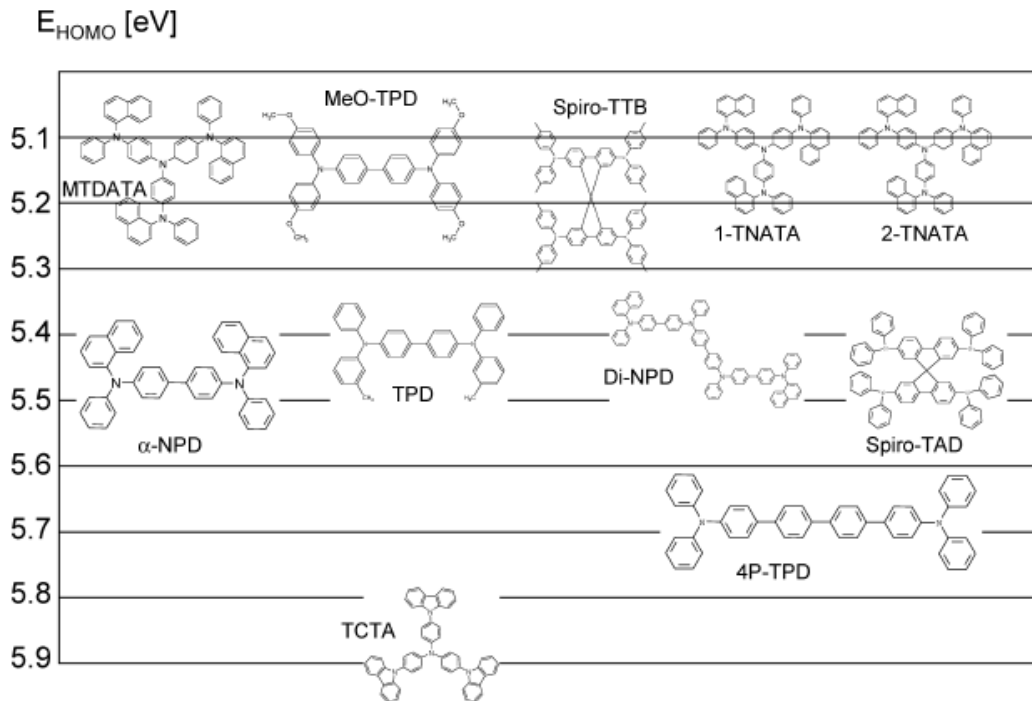 E_HOMO [eV]
MeO-TPD
Spiro-TTB
5.1
MTDATA
5.2
1-TNATA
2-TNATA
5.3
5.4
Di-NPD
TPD
5.5
α-NPD
Spiro-TAD
5.6
5.7
4P-TPD
5.8
TCTA
5.9